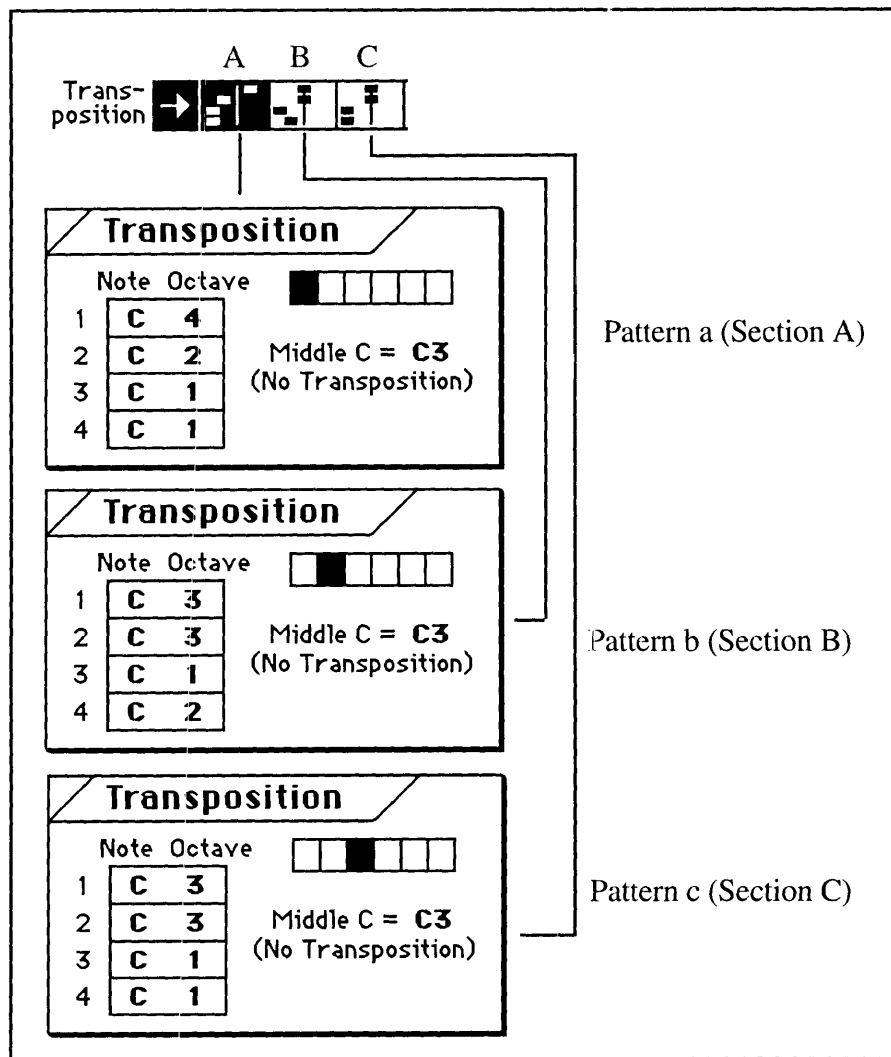 A B C
Trans-
position
Transposition
Note Octave
1 C 4
2 C 2
3 C 1
4 C 1
Middle C = C3
(No Transposition)
Pattern a (Section A)
Transposition
Note Octave
1 C 3
2 C 3
3 C 1
4 C 2
Middle C = C3
(No Transposition)
Pattern b (Section B)
Transposition
Note Octave
1 C 3
2 C 3
3 C 1
4 C 1
Middle C = C3
(No Transposition)
Pattern c (Section C)